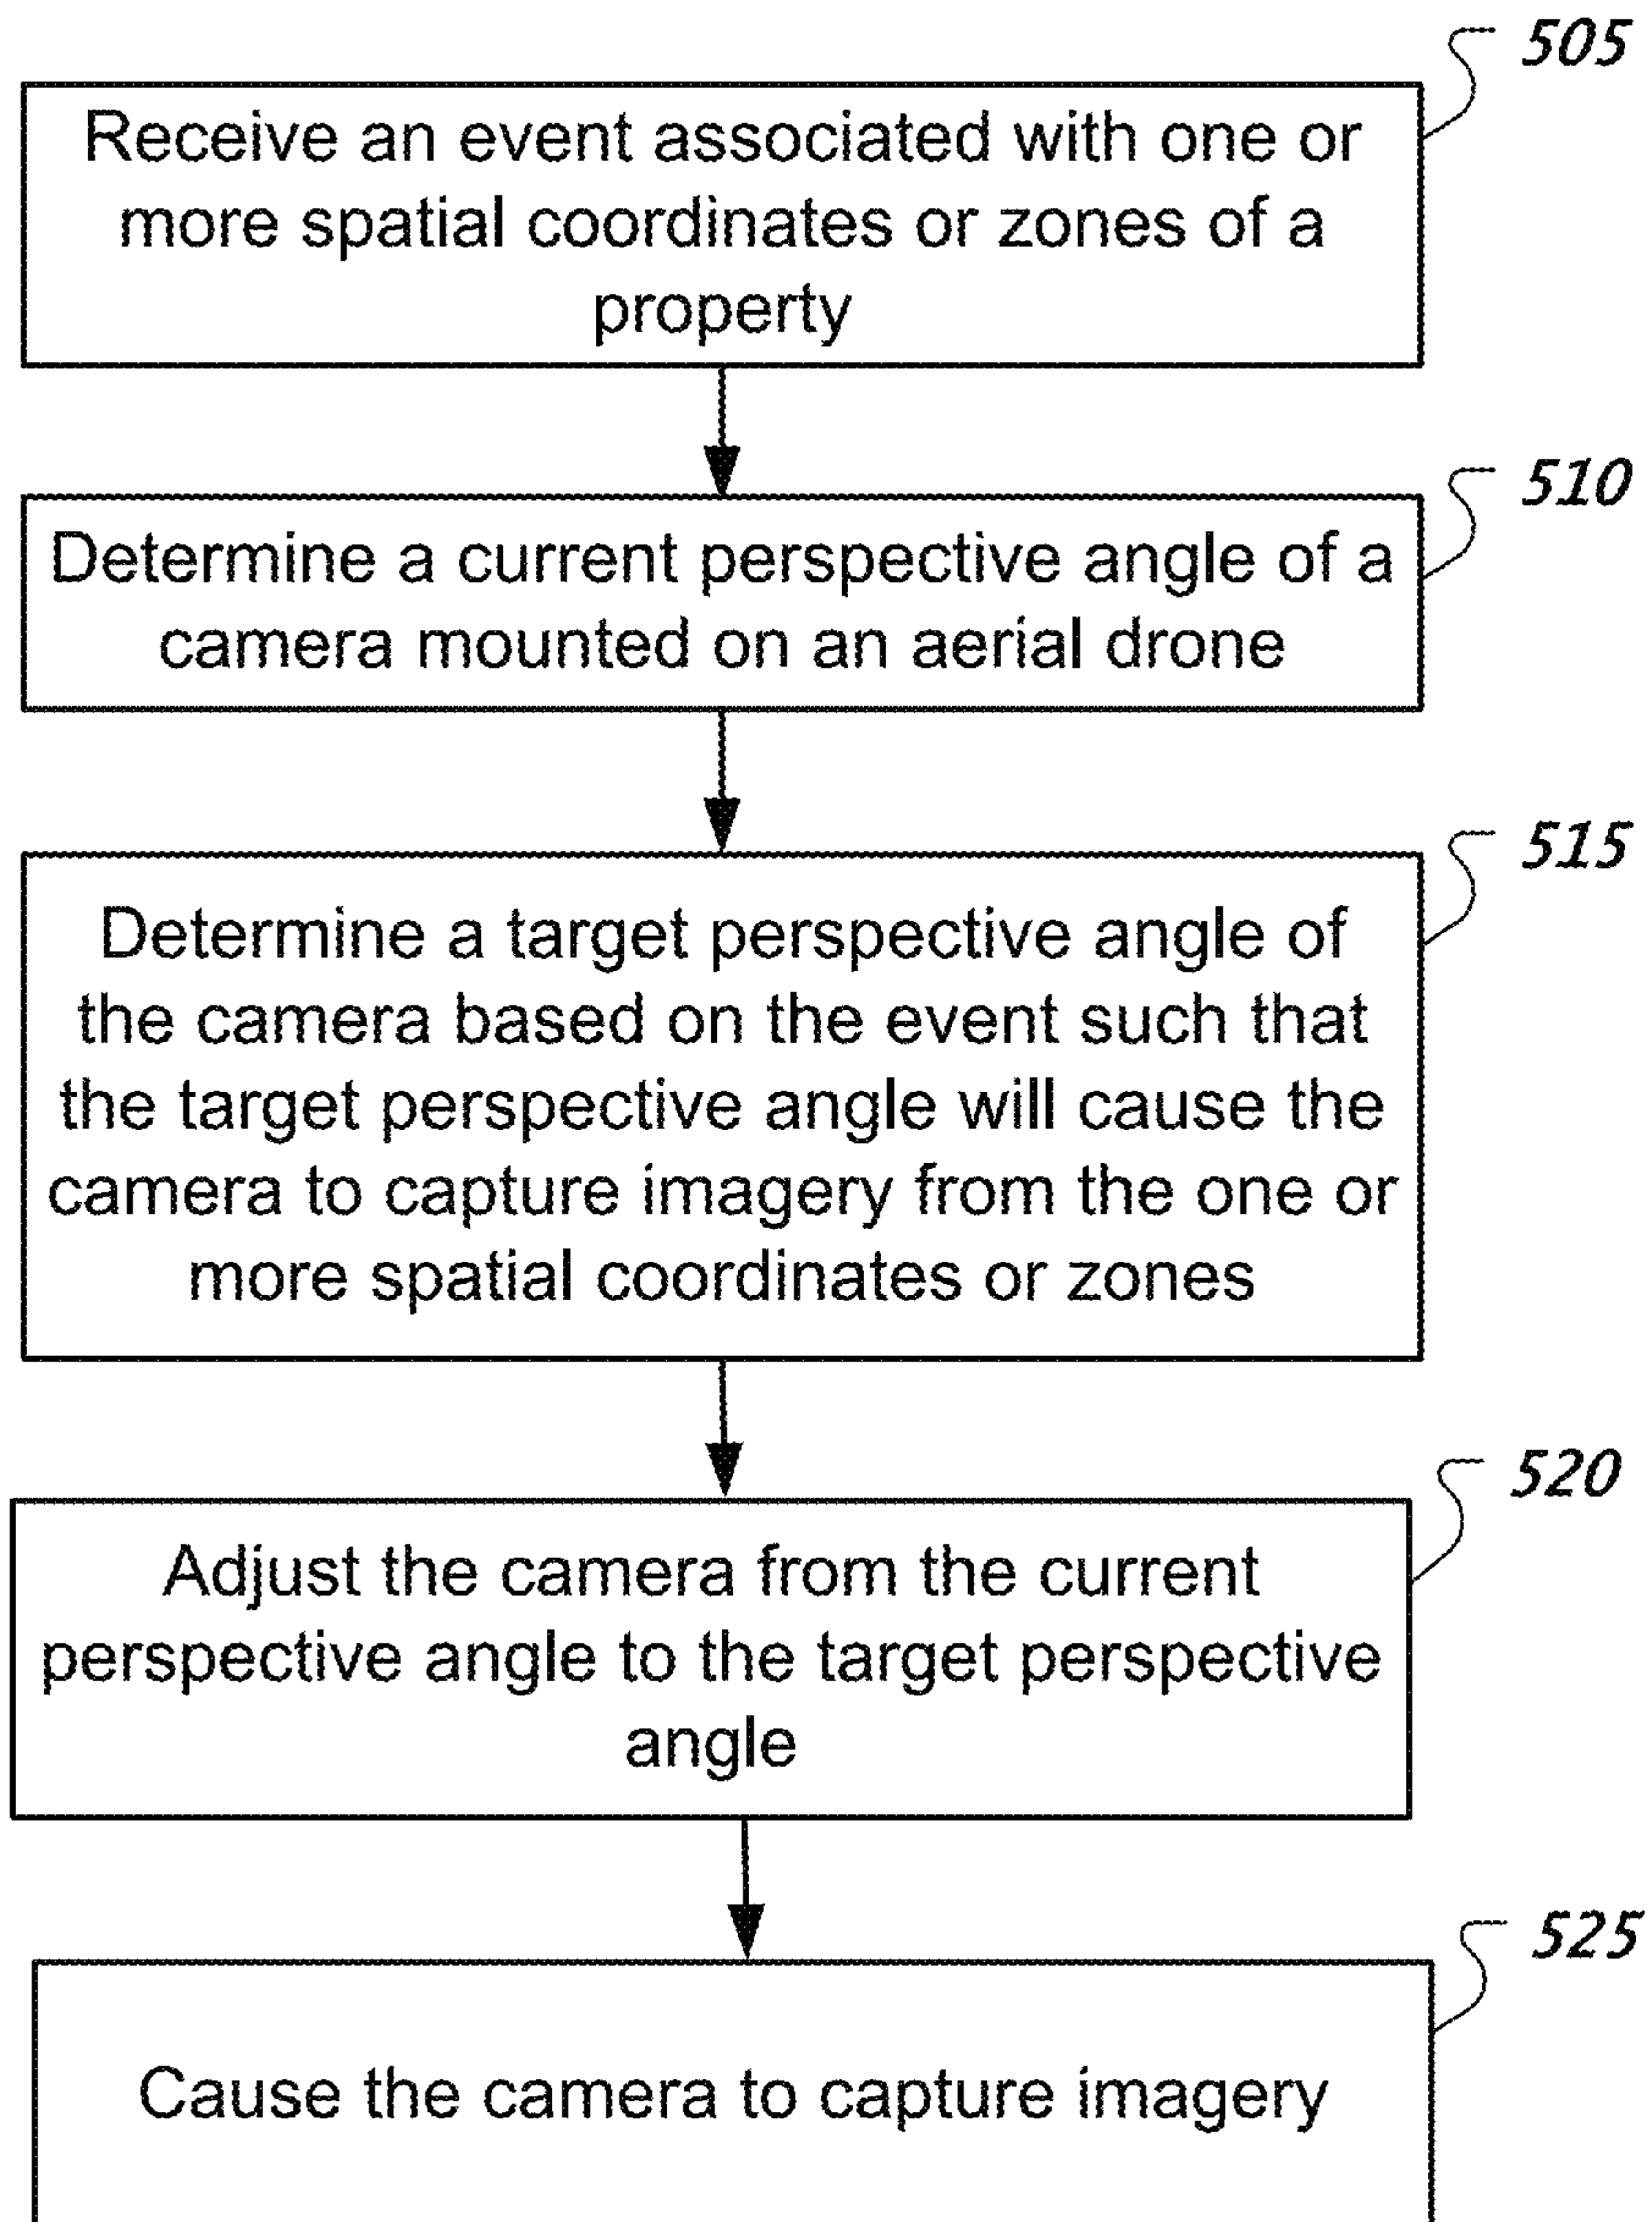 505
Receive an event associated with one or
more spatial coordinates or zones of a
property
510
Determine a current perspective angle of a
camera mounted on an aerial drone
515
Determine a target perspective angle of
the camera based on the event such that
the target perspective angle will cause the
camera to capture imagery from the one or
more spatial coordinates or zones
520
Adjust the camera from the current
perspective angle to the target perspective
angle
525
Cause the camera to capture imagery